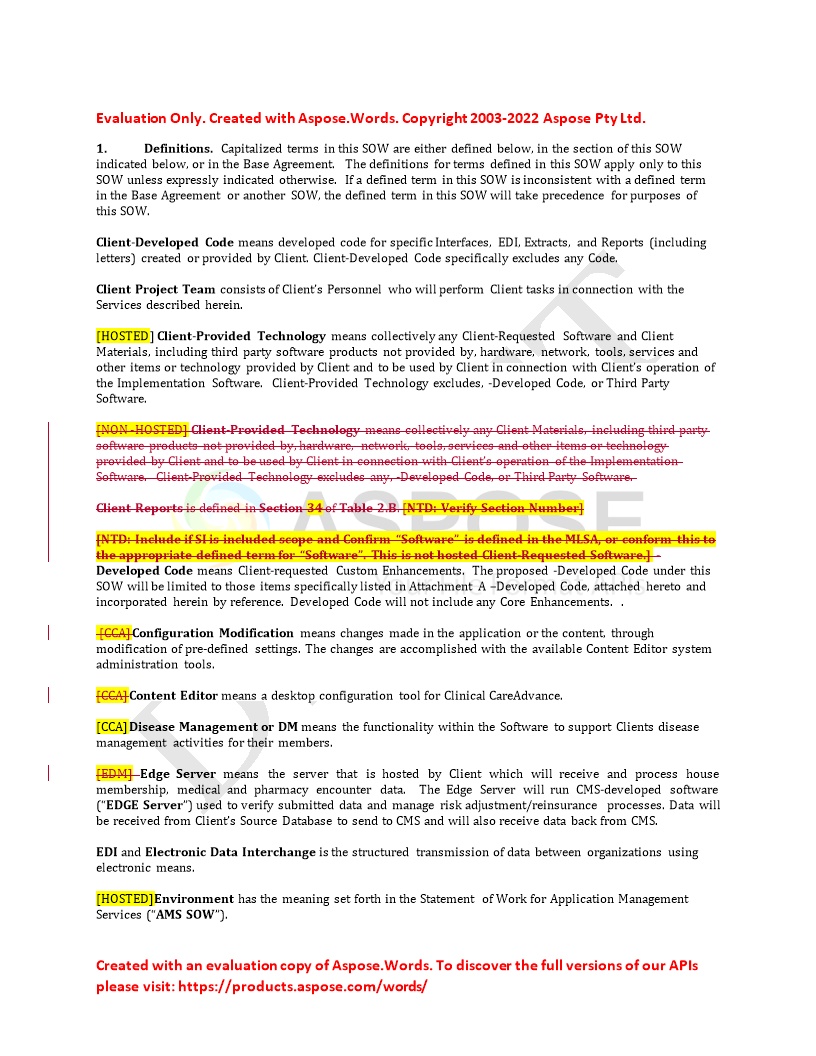 Evaluation Only. Created with Aspose.Words. Copyright 2003-2022 Aspose Pty Ltd.
1. Definitions. Capitalized terms in this SOW are either defined below, in the section of this SOW
indicated below, or in the Base Agreement. The definitions for terms defined in this SOW apply only to this
SOW unless expressly indicated otherwise. If a defined term in this SOW is inconsistent with a defined term
in the Base Agreement or another SOW, the defined term in this SOW will take precedence for purposes of
this SOW.
Client-Developed Code means developed code for specific Interfaces, EDI, Extracts, and Reports (including
letters) created or provided by Client. Client-Developed Code specifically excludes any Code.
Client Project Team consists of Client's Personnel who will perform Client tasks in connection with the
Services described herein.
[HOSTED] Client-Provided Technology means collectively any Client-Requested Software and Client
Materials, including third party software products not provided by, hardware, network, tools, services and
other items or technology provided by Client and to be used by Client in connection with Client's operation of
the Implementation Software. Client-Provided Technology excludes, -Developed Code, or Third Party
Software.
[NON-HOSTED] Client-Provided Technology means collectively any Client Materials, including third party
software products not provided by, hardware, network, tools, services and other items or technology
provided by Client and to be used by Client in connection with Client's operation of the Implementation
Software. Client-Provided Technology excludes any, -Developed Code, or Third Party Software.
Client Reports is defined in Section 34 of Table 2.B. [NTD: Verify Section Number]
[NTD: Include if SI is included scope and Confirm "Software" is defined in the MLSA, or conform this to
the appropriate defined term for "Software". This is not hosted Client-Requested Software.] -
Developed Code means Client-requested Custom Enhancements. The proposed -Developed Code under this
SOW will be limited to those items specifically listed in Attachment A –Developed Code, attached hereto and
incorporated herein by reference. Developed Code will not include any Core Enhancements. .
[CCA]Configuration Modification means changes made in the application or the content, through
modification of pre-defined settings. The changes are accomplished with the available Content Editor system
administration tools.
[CCA]Content Editor means a desktop configuration tool for Clinical CareAdvance.
[CCA]Disease Management or DM means the functionality within the Software to support Clients disease
management activities for their members.
[EDM] Edge Server means the server that is hosted by Client which will receive and process house
membership, medical and pharmacy encounter data. The Edge Server will run CMS-developed software
("EDGE Server") used to verify submitted data and manage risk adjustment/reinsurance processes. Data will
be received from Client's Source Database to send to CMS and will also receive data back from CMS.
EDI and Electronic Data Interchange is the structured transmission of data between organizations using
electronic means.
[HOSTED]Environment has the meaning set forth in the Statement of Work for Application Management
Services ("AMS SOW").
Created with an evaluation copy of Aspose.Words. To discover the full versions of our APIs
please visit: https://products.aspose.com/words/